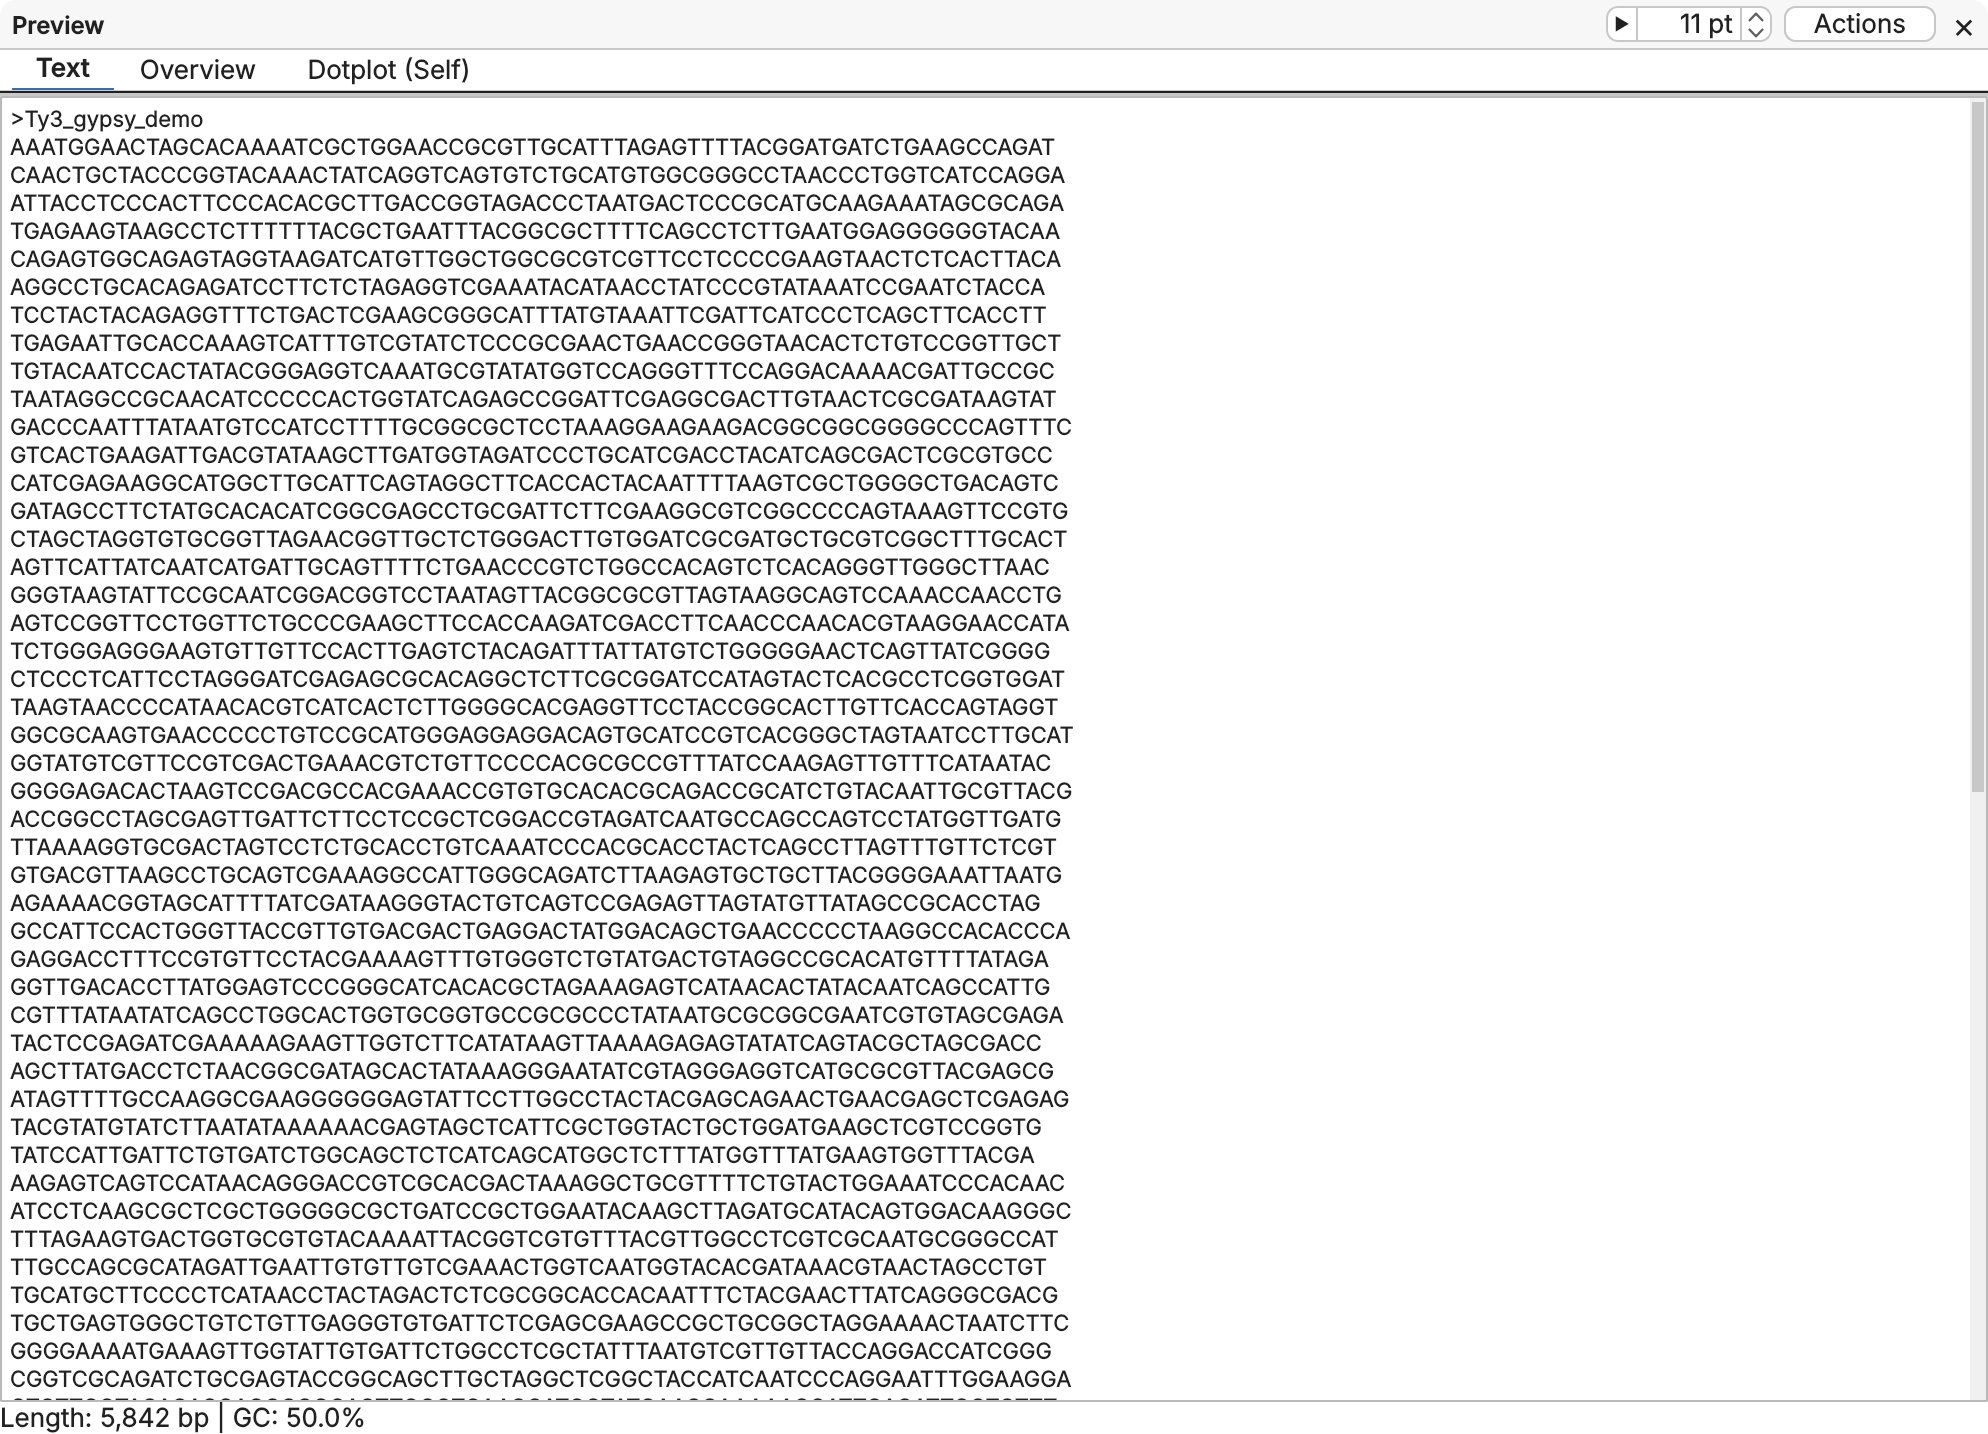 Preview
11 pt
Actions
Text
Overview
Dotplot (Self)
>Ty3_gypsy_demo
AAATGGAACTAGCACAAAATCGCTGGAACCGCGTTGCATTTAGAGTTTTACGGATGATCTGAAGCCAGAT
CAACTGCTACCCGGTACAAACTATCAGGTCAGTGTCTGCATGTGGCGGGCCTAACCCTGGTCATCCAGGA
ATTACCTCCCACTTCCCACACGCTTGACCGGTAGACCCTAATGACTCCCGCATGCAAGAAATAGCGCAGA
TGAGAAGTAAGCCTCTTTTTTACGCTGAATTTACGGCGCTTTTCAGCCTCTTGAATGGAGGGGGGTACAA
CAGAGTGGCAGAGTAGGTAAGATCATGTTGGCTGGCGCGTCGTTCCTCCCCGAAGTAACTCTCACTTACA
AGGCCTGCACAGAGATCCTTCTCTAGAGGTCGAAATACATAACCTATCCCGTATAAATCCGAATCTACCA
TCCTACTACAGAGGTTTCTGACTCGAAGCGGGCATTTATGTAAATTCGATTCATCCCTCAGCTTCACCTT
TGAGAATTGCACCAAAGTCATTTGTCGTATCTCCCGCGAACTGAACCGGGTAACACTCTGTCCGGTTGCT
TGTACAATCCACTATACGGGAGGTCAAATGCGTATATGGTCCAGGGTTTCCAGGACAAAACGATTGCCGC
TAATAGGCCGCAACATCCCCCACTGGTATCAGAGCCGGATTCGAGGCGACTTGTAACTCGCGATAAGTAT
GACCCAATTTATAATGTCCATCCTTTTGCGGCGCTCCTAAAGGAAGAAGACGGCGGCGGGGCCCAGTTTC
GTCACTGAAGATTGACGTATAAGCTTGATGGTAGATCCCTGCATCGACCTACATCAGCGACTCGCGTGCC
CATCGAGAAGGCATGGCTTGCATTCAGTAGGCTTCACCACTACAATTTTAAGTCGCTGGGGCTGACAGTC
GATAGCCTTCTATGCACACATCGGCGAGCCTGCGATTCTTCGAAGGCGTCGGCCCCAGTAAAGTTCCGTG
CTAGCTAGGTGTGCGGTTAGAACGGTTGCTCTGGGACTTGTGGATCGCGATGCTGCGTCGGCTTTGCACT
AGTTCATTATCAATCATGATTGCAGTTTTCTGAACCCGTCTGGCCACAGTCTCACAGGGTTGGGCTTAAC
GGGTAAGTATTCCGCAATCGGACGGTCCTAATAGTTACGGCGCGTTAGTAAGGCAGTCCAAACCAACCTG
AGTCCGGTTCCTGGTTCTGCCCGAAGCTTCCACCAAGATCGACCTTCAACCCAACACGTAAGGAACCATA
TCTGGGAGGGAAGTGTTGTTCCACTTGAGTCTACAGATTTATTATGTCTGGGGGAACTCAGTTATCGGGG
CTCCCTCATTCCTAGGGATCGAGAGCGCACAGGCTCTTCGCGGATCCATAGTACTCACGCCTCGGTGGAT
TAAGTAACCCCATAACACGTCATCACTCTTGGGGCACGAGGTTCCTACCGGCACTTGTTCACCAGTAGGT
GGCGCAAGTGAACCCCCTGTCCGCATGGGAGGAGGACAGTGCATCCGTCACGGGCTAGTAATCCTTGCAT
GGTATGTCGTTCCGTCGACTGAAACGTCTGTTCCCCACGCGCCGTTTATCCAAGAGTTGTTTCATAATAC
GGGGAGACACTAAGTCCGACGCCACGAAACCGTGTGCACACGCAGACCGCATCTGTACAATTGCGTTACG
ACCGGCCTAGCGAGTTGATTCTTCCTCCGCTCGGACCGTAGATCAATGCCAGCCAGTCCTATGGTTGATG
TTAAAAGGTGCGACTAGTCCTCTGCACCTGTCAAATCCCACGCACCTACTCAGCCTTAGTTTGTTCTCGT
GTGACGTTAAGCCTGCAGTCGAAAGGCCATTGGGCAGATCTTAAGAGTGCTGCTTACGGGGAAATTAATG
AGAAAACGGTAGCATTTTATCGATAAGGGTACTGTCAGTCCGAGAGTTAGTATGTTATAGCCGCACCTAG
GCCATTCCACTGGGTTACCGTTGTGACGACTGAGGACTATGGACAGCTGAACCCCCTAAGGCCACACCCA
GAGGACCTTTCCGTGTTCCTACGAAAAGTTTGTGGGTCTGTATGACTGTAGGCCGCACATGTTTTATAGA
GGTTGACACCTTATGGAGTCCCGGGCATCACACGCTAGAAAGAGTCATAACACTATACAATCAGCCATTG
CGTTTATAATATCAGCCTGGCACTGGTGCGGTGCCGCGCCCTATAATGCGCGGCGAATCGTGTAGCGAGA
TACTCCGAGATCGAAAAAGAAGTTGGTCTTCATATAAGTTAAAAGAGAGTATATCAGTACGCTAGCGACC
AGCTTATGACCTCTAACGGCGATAGCACTATAAAGGGAATATCGTAGGGAGGTCATGCGCGTTACGAGCG
ATAGTTTTGCCAAGGCGAAGGGGGGAGTATTCCTTGGCCTACTACGAGCAGAACTGAACGAGCTCGAGAG
TACGTATGTATCTTAATATAAAAAACGAGTAGCTCATTCGCTGGTACTGCTGGATGAAGCTCGTCCGGTG
TATCCATTGATTCTGTGATCTGGCAGCTCTCATCAGCATGGCTCTTTATGGTTTATGAAGTGGTTTACGA
AAGAGTCAGTCCATAACAGGGACCGTCGCACGACTAAAGGCTGCGTTTTCTGTACTGGAAATCCCACAAC
ATCCTCAAGCGCTCGCTGGGGGCGCTGATCCGCTGGAATACAAGCTTAGATGCATACAGTGGACAAGGGC
TTTAGAAGTGACTGGTGCGTGTACAAAATTACGGTCGTGTTTACGTTGGCCTCGTCGCAATGCGGGCCAT
TTGCCAGCGCATAGATTGAATTGTGTTGTCGAAACTGGTCAATGGTACACGATAAACGTAACTAGCCTGT
TGCATGCTTCCCCTCATAACCTACTAGACTCTCGCGGCACCACAATTTCTACGAACTTATCAGGGCGACG
TGCTGAGTGGGCTGTCTGTTGAGGGTGTGATTCTCGAGCGAAGCCGCTGCGGCTAGGAAAACTAATCTTC
GGGGAAAATGAAAGTTGGTATTGTGATTCTGGCCTCGCTATTTAATGTCGTTGTTACCAGGACCATCGGG
CGGTCGCAGATCTGCGAGTACCGGCAGCTTGCTAGGCTCGGCTACCATCAATCCCAGGAATTTGGAAGGA
Length: 5,842 bp | GC: 50.0%